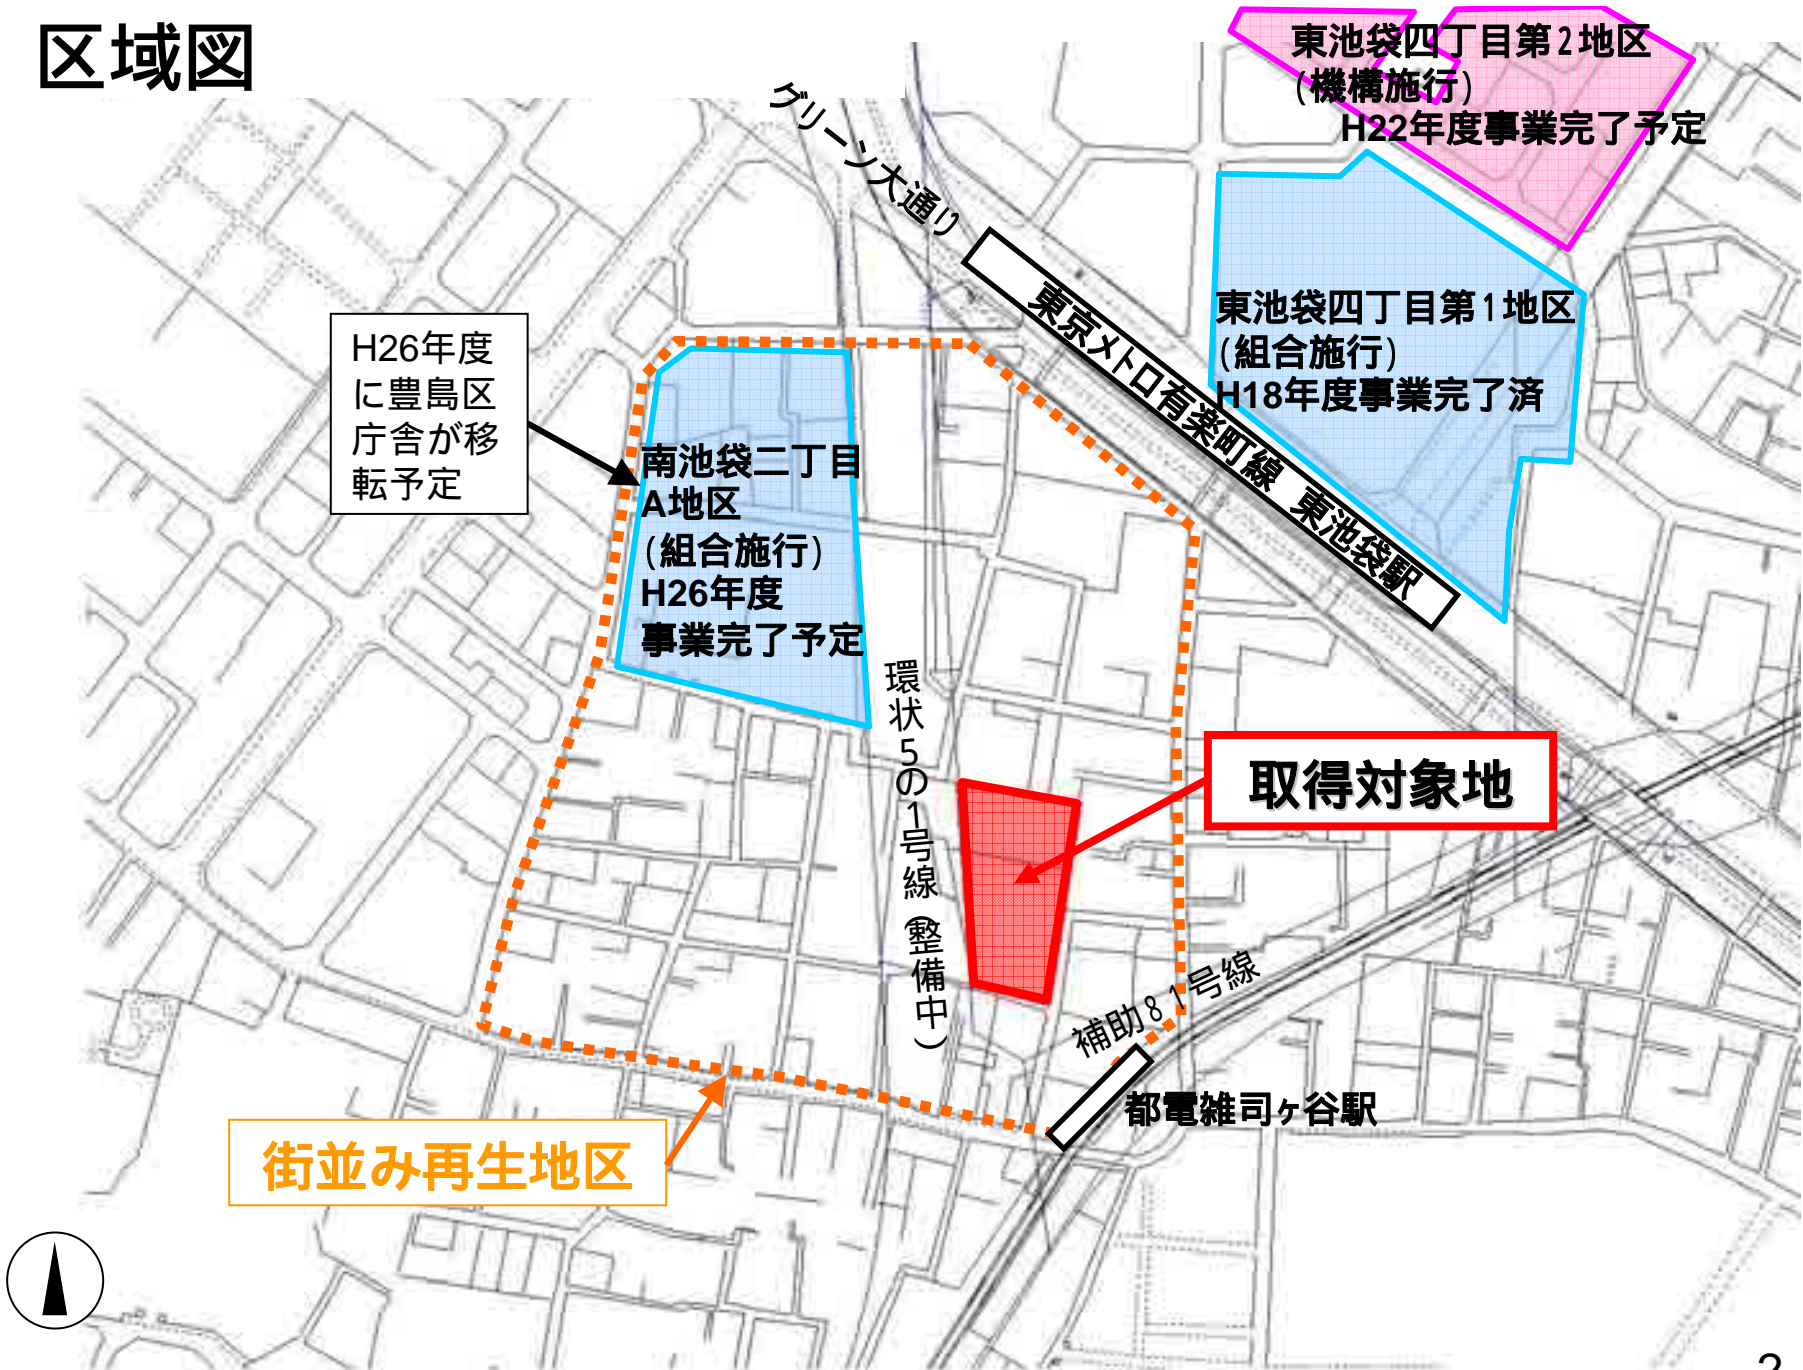 区域図
東池袋四丁目第2地区
(機構施行)
H22年度事業完了予定
グリーン大通り
東京メトロ有楽町線 東池袋駅
東池袋四丁目第1地区
(組合施行)
H18年度事業完了済
H26年度
に豊島区
庁舎が移
転予定
南池袋二丁目
A地区
(組合施行)
H26年度
事業完了予定
環状5の1号線(整備中)
取得対象地
補助81号線
都電雑司ヶ谷駅
街並み再生地区
2